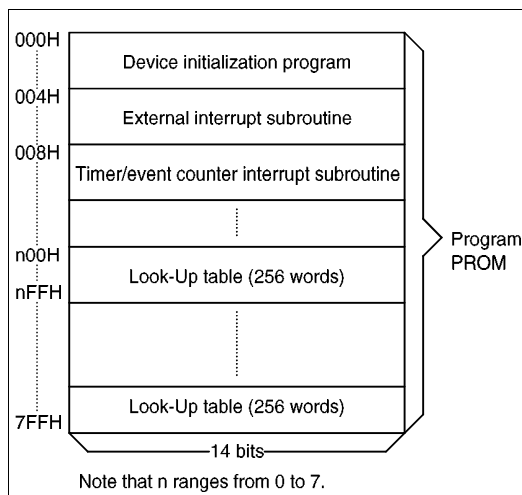 000H
Device initialization program
004H
External interrupt subroutine
008H
Timer/event counter interrupt subroutine
n00H
Look-Up table (256 words)
nFFH
Program
PROM
Look-Up table (256 words)
7FFH
14 bits
Note that n ranges from 0 to 7.